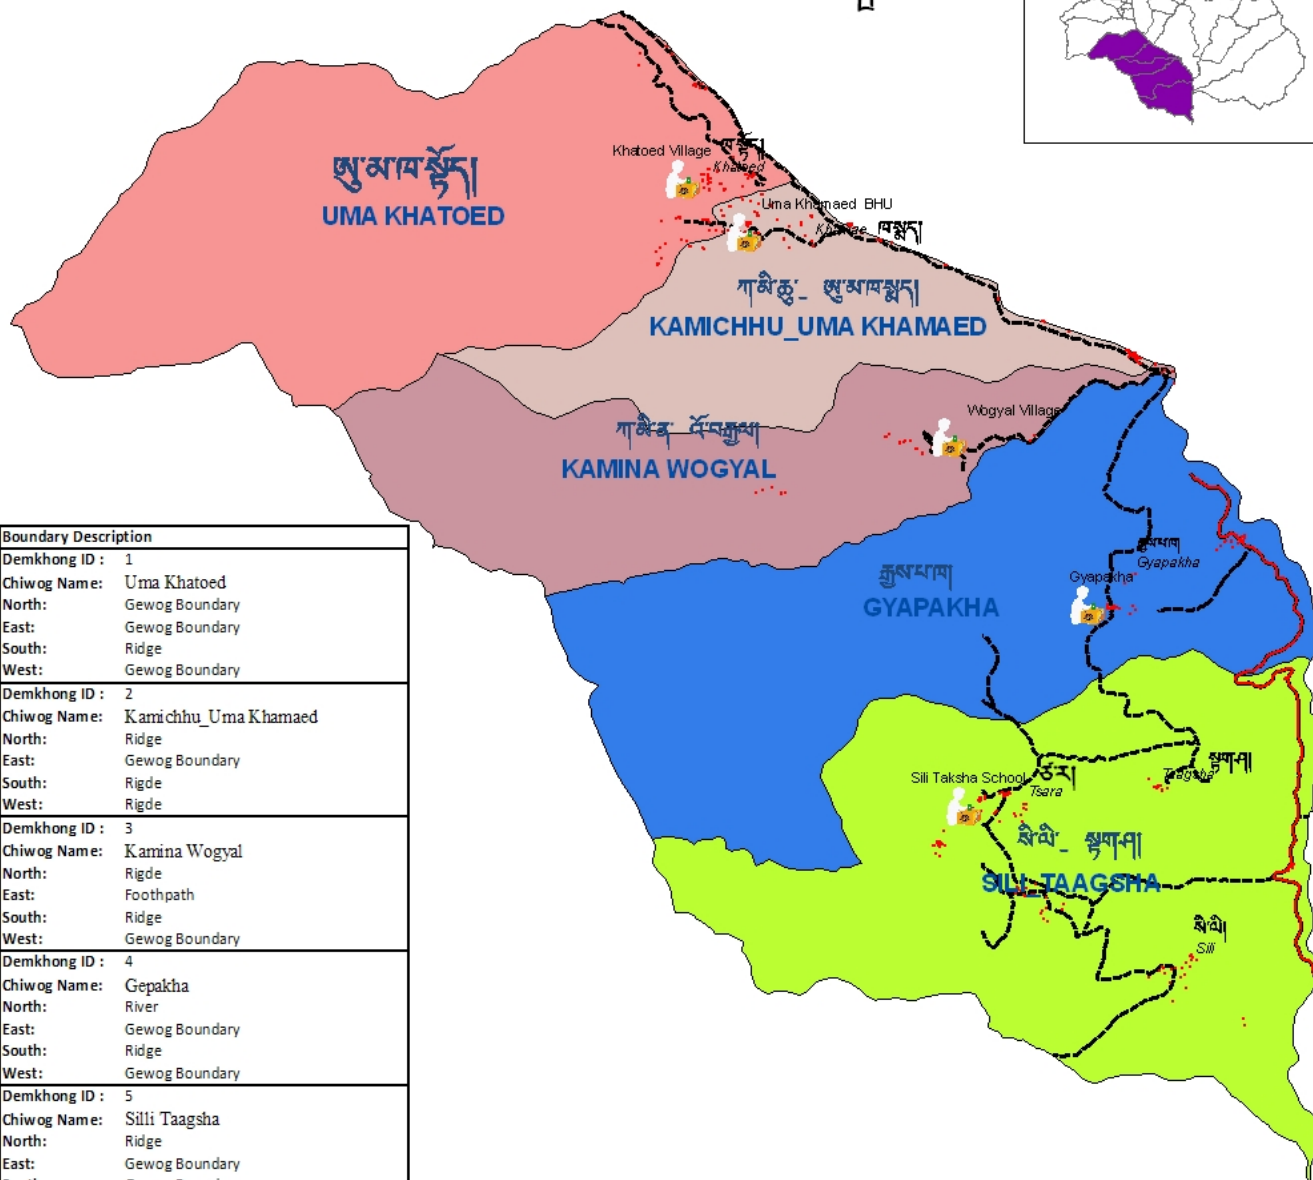 ཨུ་མ་ཁ་སྟོད།
UMA KHATOED
Khatoed Village
ཁ་སྟོད།
Khatoed
Uma Khamaed BHU
ཁ་སྨད།
ཀ་མི་ཆུ་_ ཨུ་མ་ཁ་སྨད།
KAMICHHU_UMA KHAMAED
Wogyal Village
KAMINA WOGYAL
Gyapakha
Gyapakha
རྒྱས་པ་ཁ།
GYAPAKHA
སྟག་ཤ།
Taagsha
Sili Taksha School
རྩ་ར།
Tsara
སི་ལི་_ སྟག་ཤ།
SILI_TAAGSHA
སི་ལི།
Sili
Boundary Description
Demkhong ID : 1
Chiwog Name: Uma Khatoed
North: Gewog Boundary
East: Gewog Boundary
South: Ridge
West: Gewog Boundary
Demkhong ID : 2
Chiwog Name: Kamichhu_Uma Khamaed
North: Ridge
East: Gewog Boundary
South: Rigde
West: Rigde
Demkhong ID : 3
Chiwog Name: Kamina Wogyal
North: Rigde
East: Foothpath
South: Ridge
West: Gewog Boundary
Demkhong ID : 4
Chiwog Name: Gepakha
North: River
East: Gewog Boundary
South: Ridge
West: Gewog Boundary
Demkhong ID : 5
Chiwog Name: Silli Taagsha
North: Ridge
East: Gewog Boundary